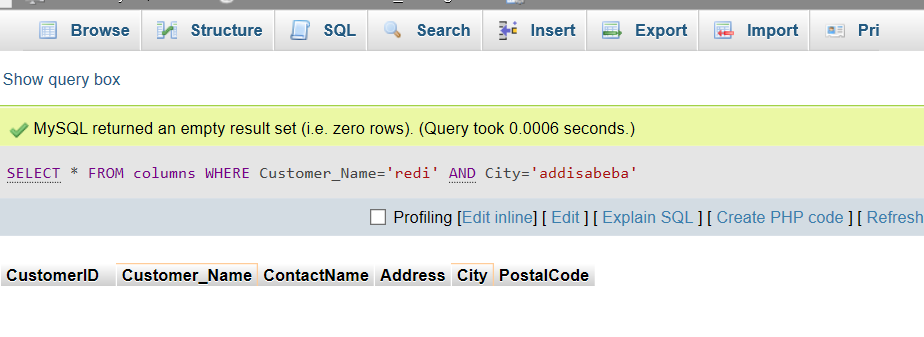 Browse Structure SQL Search Insert Export Import Pri
Show query box
MySQL returned an empty result set (i.e. zero rows). (Query took 0.0006 seconds.)
SELECT * FROM columns WHERE Customer_Name='redi' AND City='addisabeba'
Profiling [Edit inline] [ Edit ] [ Explain SQL ] [ Create PHP code ] [ Refresh
CustomerID Customer_Name ContactName Address City PostalCode